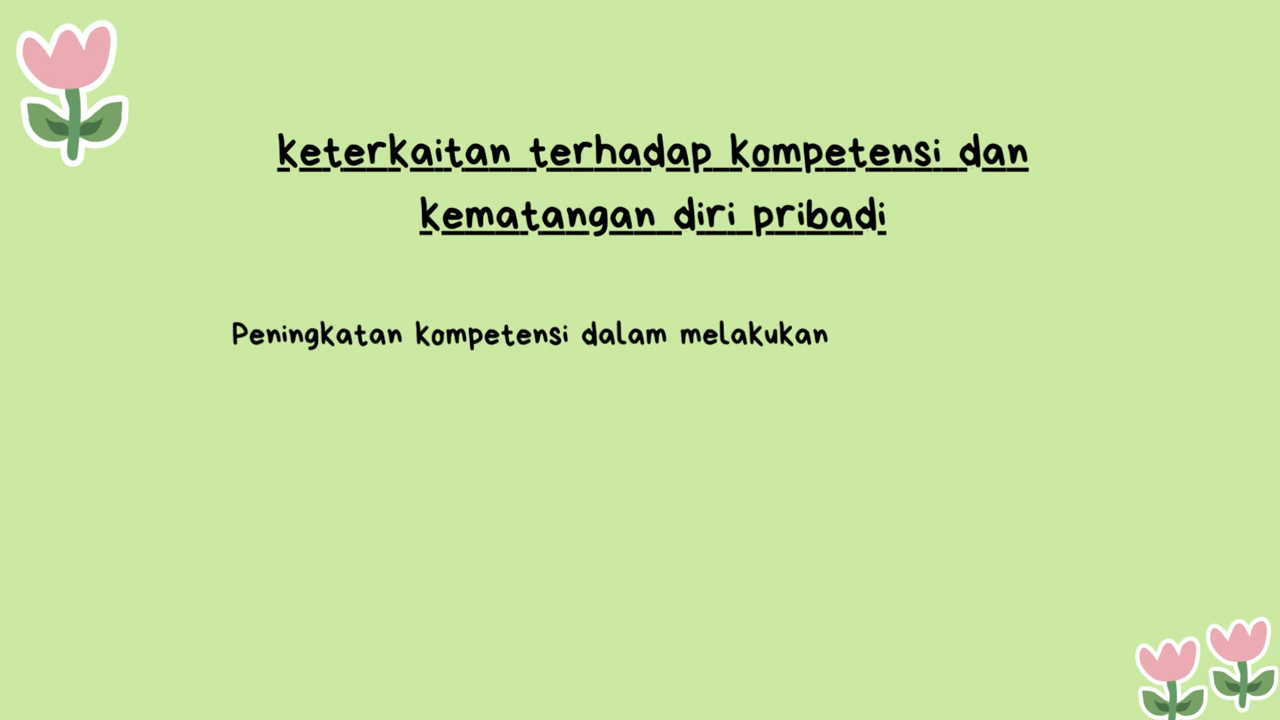 keterkaitan terhadap kompetensi dan
kematangan diri pribadi
Peningkatan kompetensi dalam melakukan